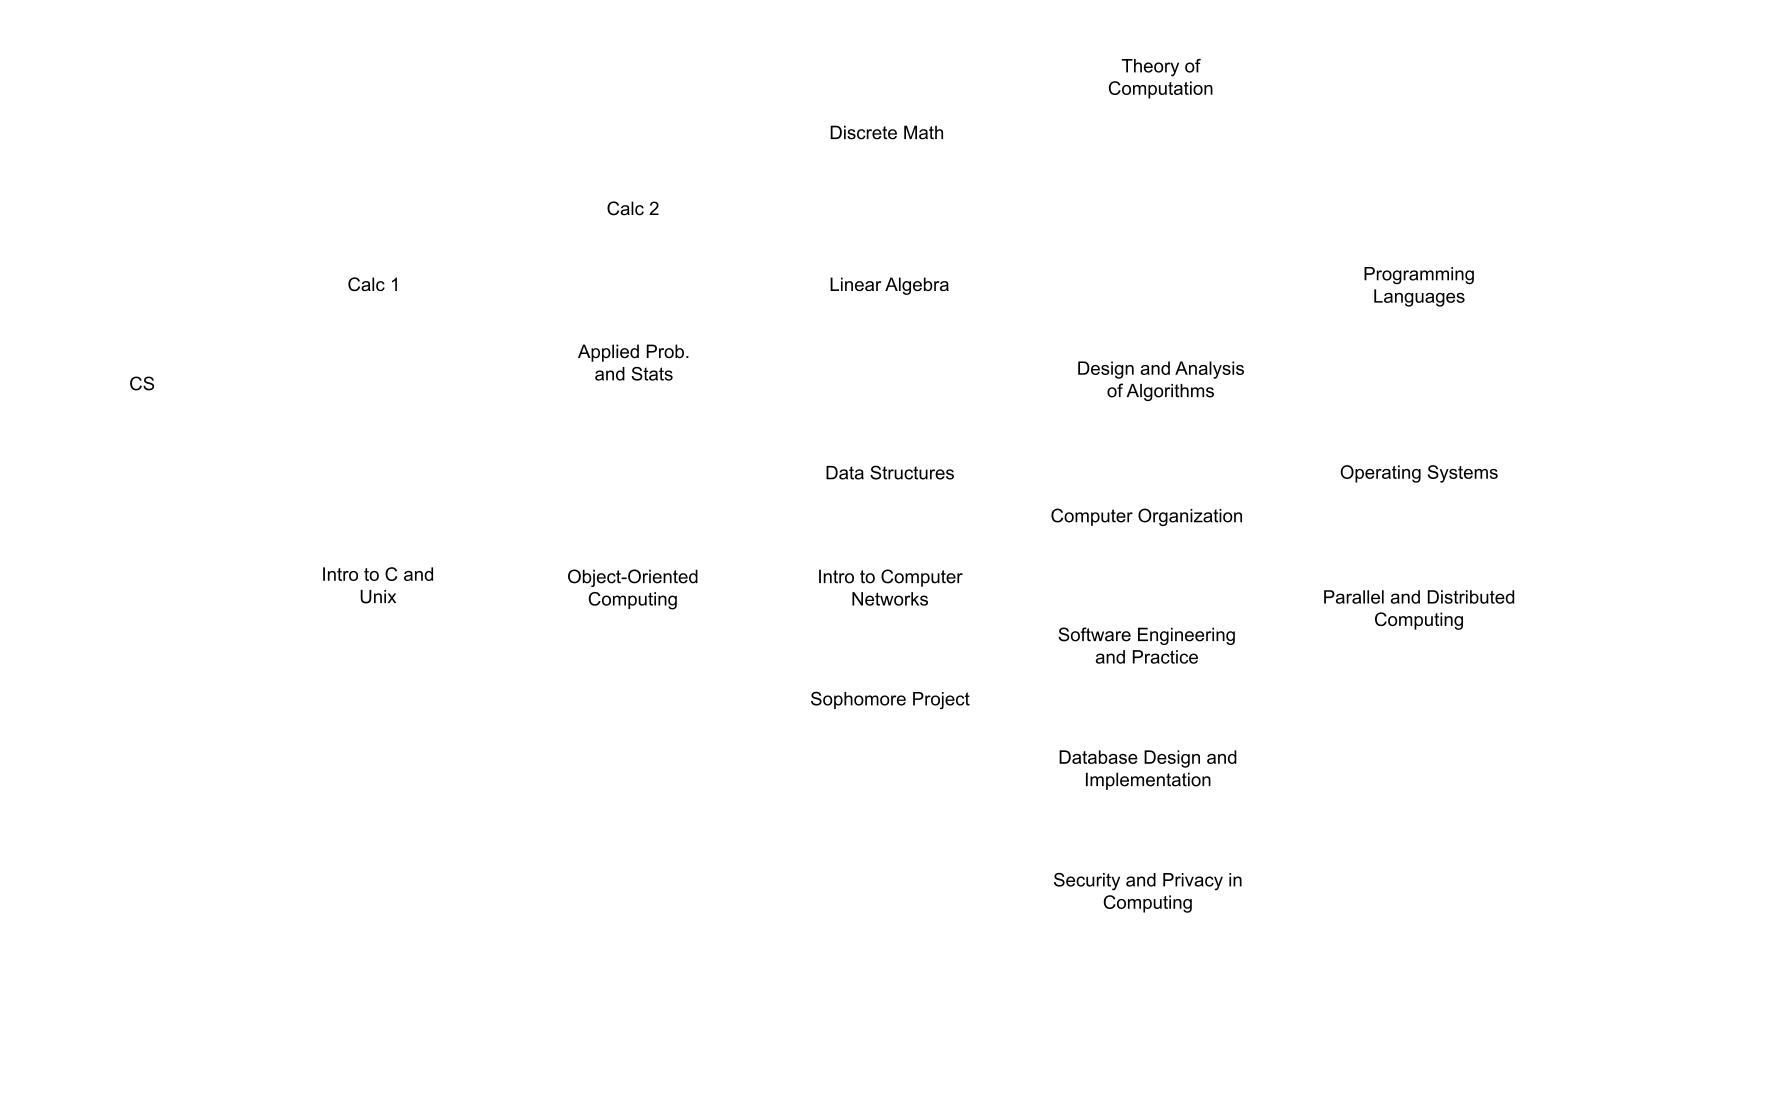 Theory of
Computation
Discrete Math
Calc 2
Calc 1
Linear Algebra
Programming
Languages
Applied Prob.
and Stats
Design and Analysis
of Algorithms
CS
Data Structures
Operating Systems
Computer Organization
Intro to C and
Unix
Object-Oriented
Computing
Intro to Computer
Networks
Parallel and Distributed
Computing
Software Engineering
and Practice
Sophomore Project
Database Design and
Implementation
Security and Privacy in
Computing